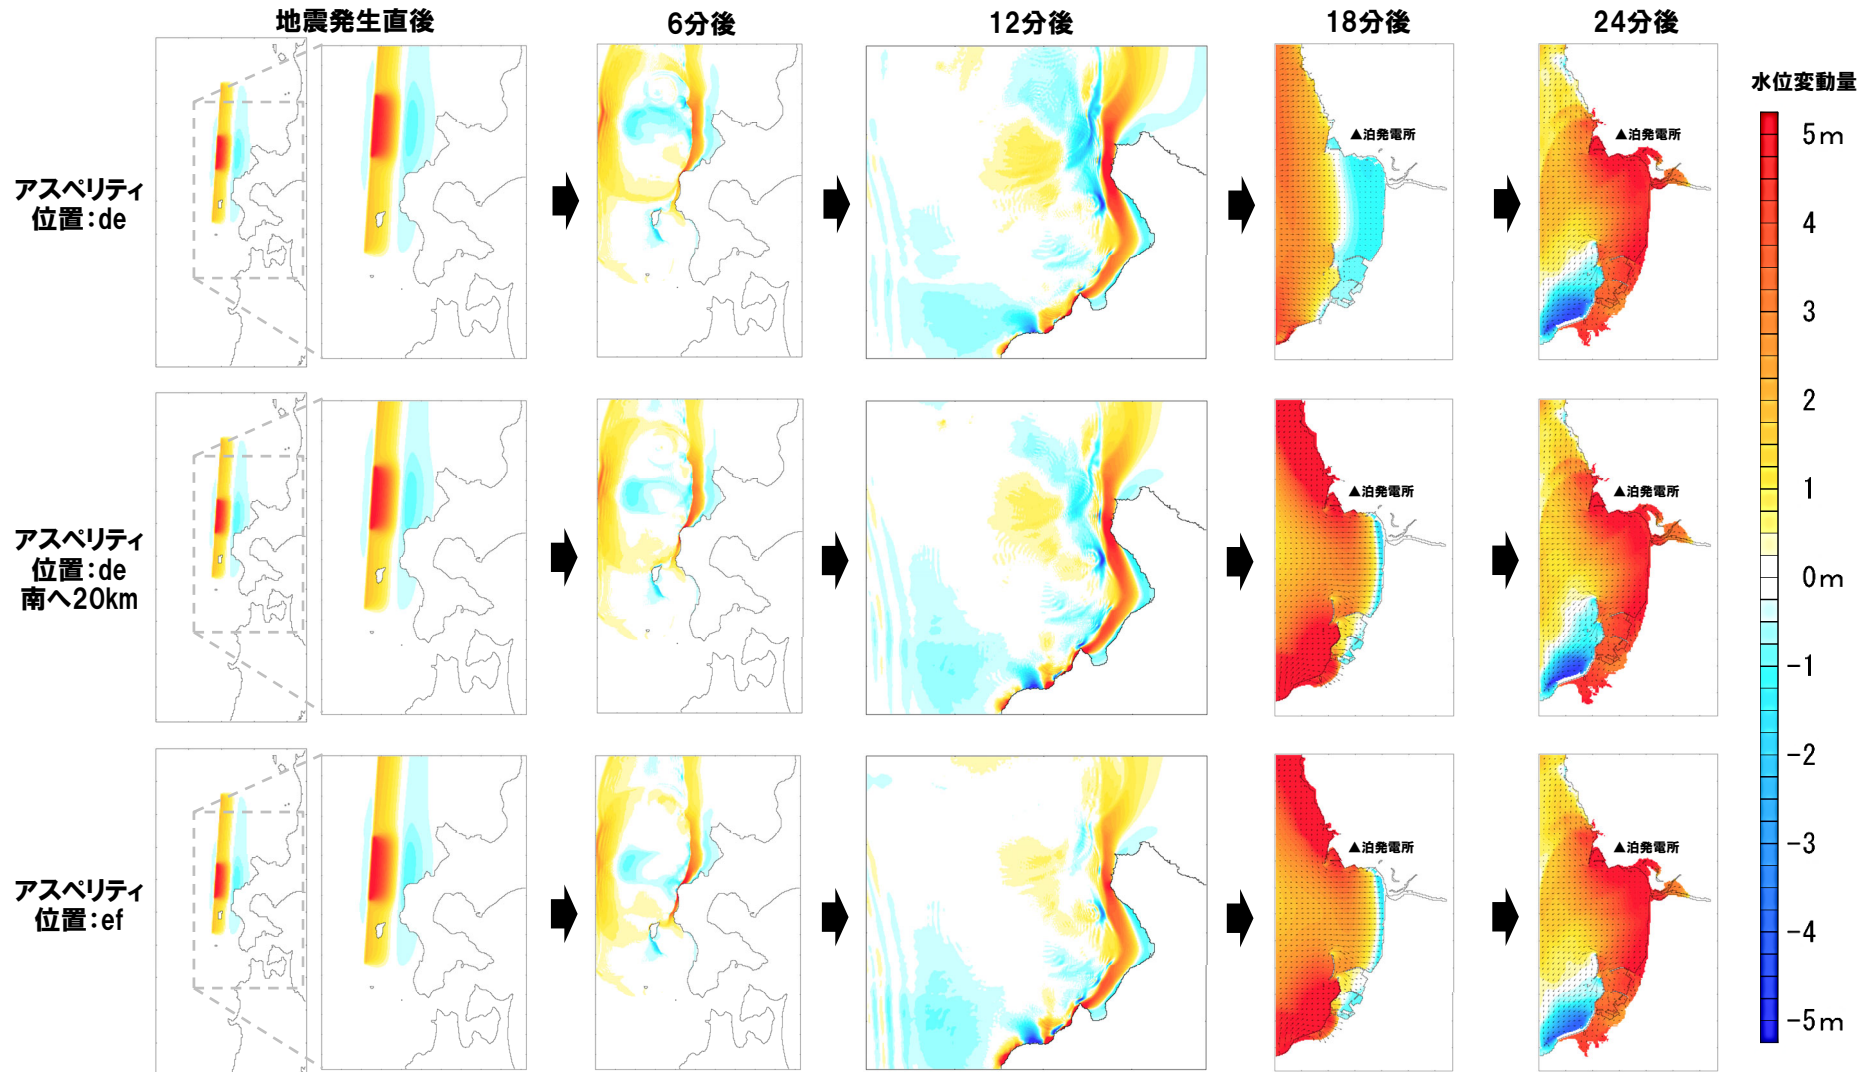 地震発生直後
6分後
12分後
18分後
24分後
水位変動量
アスペリティ
位置：de
▲泊発電所
▲泊発電所
アスペリティ
位置：de
南へ20km
▲泊発電所
▲泊発電所
アスペリティ
位置：ef
▲泊発電所
▲泊発電所
5m
4
3
2
1
0m
-1
-2
-3
-4
-5m